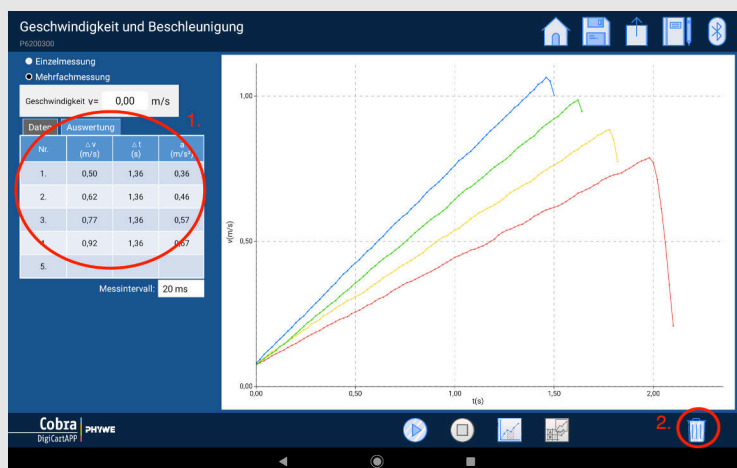 Geschwindigkeit und Beschleunigung
P6200300
Einzelmessung
Mehrfachmessung
Geschwindigkeit v= 0,00 m/s
1.
Daten Auswertung
Nr. △ v (m/s) △ t (s) a (m/s²)
1. 0,50 1,36 0,36
2. 0,62 1,36 0,46
3. 0,77 1,36 0,57
4. 0,92 1,36 0,67
5.
Messintervall: 20 ms
v(m/s)
1,00
0,50
0,00
0,00 0,50 1,00 1,50 2,00
t(s)
Cobra DigiCartAPP PHYWE
2.